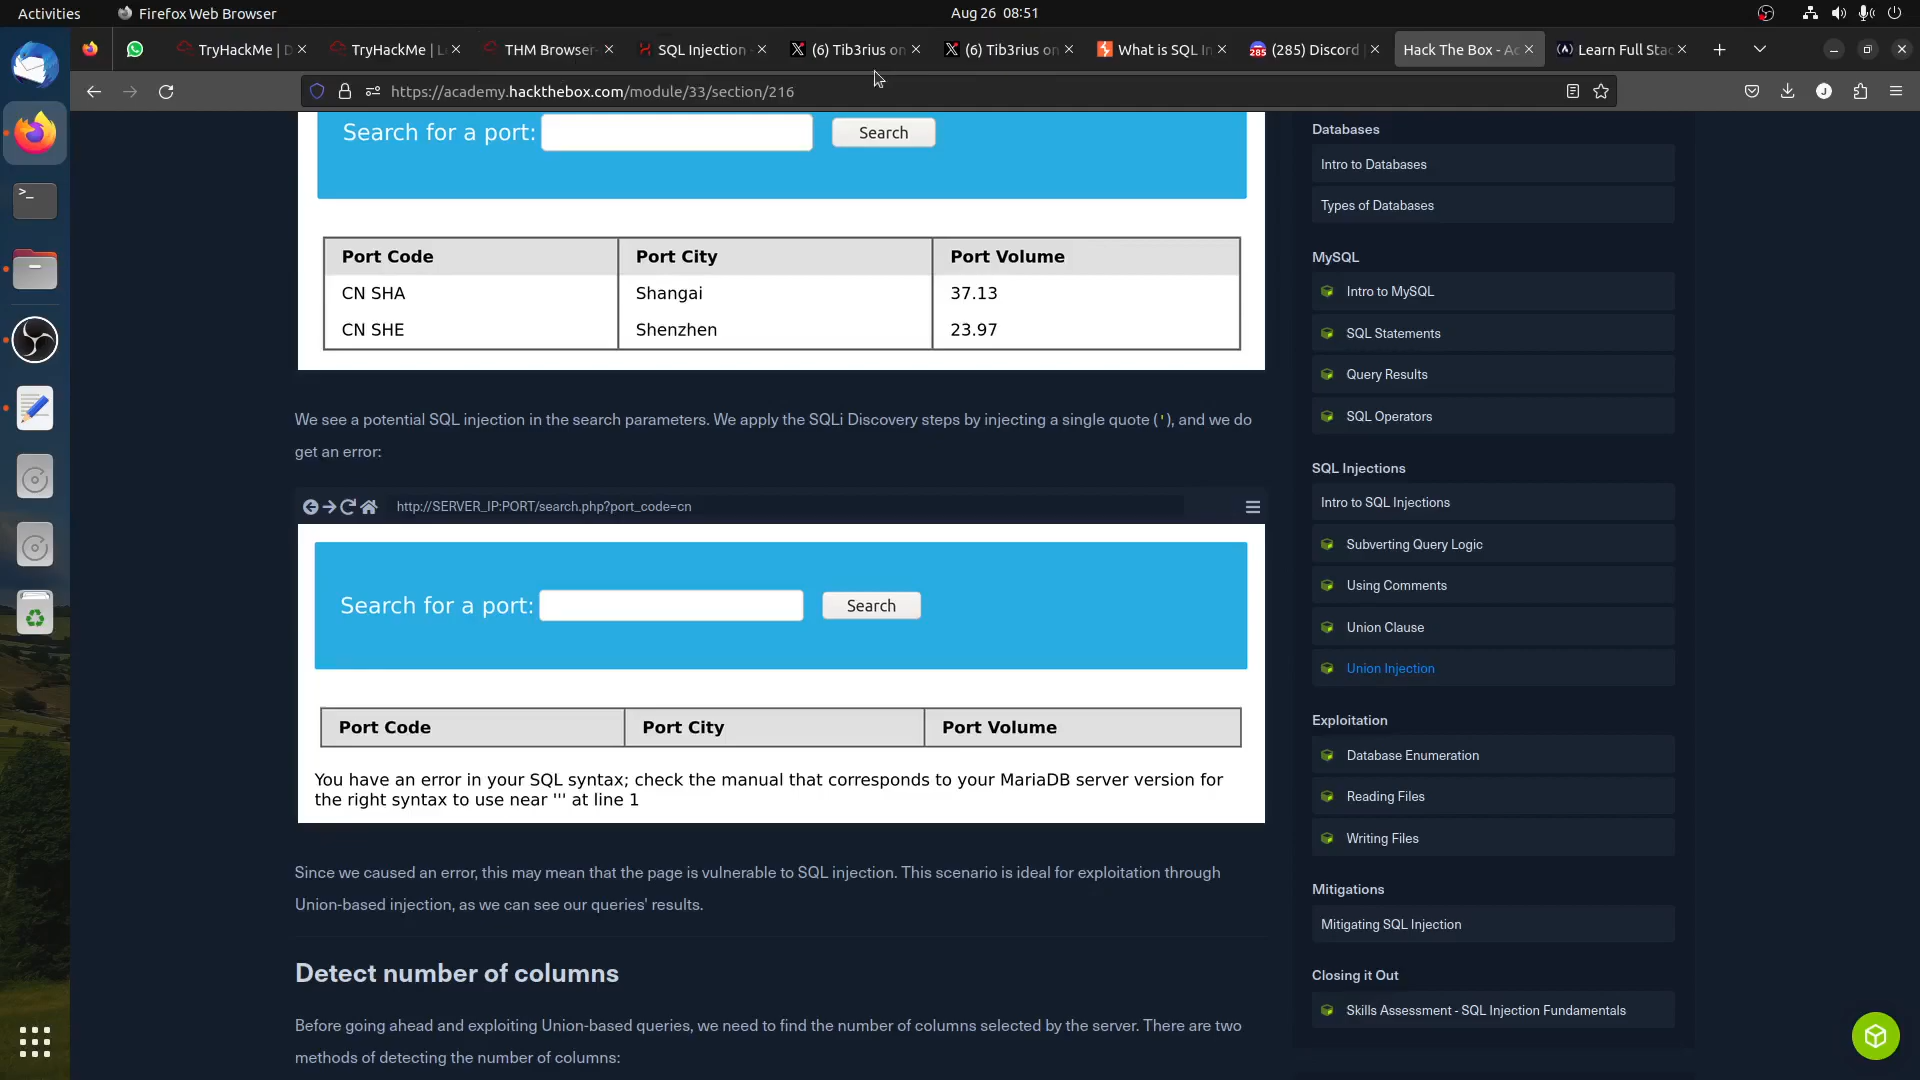 Activities
Firefox Web Browser
Aug 26 08:51
TryHackMe | D
TryHackMe | L
THM Browser-
SQL Injection
(6) Tib3rius on
(6) Tib3rius on
What is SQL In
(285) Discord
Hack The Box - Ac
Learn Full Stac
https://academy.hackthebox.com/module/33/section/216
Search for a port:
Search
Port Code Port City Port Volume
CN SHA Shangai 37.13
CN SHE Shenzhen 23.97
We see a potential SQL injection in the search parameters. We apply the SQLi Discovery steps by injecting a single quote ('), and we do
get an error:
http://SERVER_IP:PORT/search.php?port_code=cn
Search for a port:
Search
Port Code Port City Port Volume
You have an error in your SQL syntax; check the manual that corresponds to your MariaDB server version for
the right syntax to use near ''' at line 1
Since we caused an error, this may mean that the page is vulnerable to SQL injection. This scenario is ideal for exploitation through
Union-based injection, as we can see our queries' results.
Detect number of columns
Before going ahead and exploiting Union-based queries, we need to find the number of columns selected by the server. There are two
methods of detecting the number of columns:
Databases
Intro to Databases
Types of Databases
MySQL
Intro to MySQL
SQL Statements
Query Results
SQL Operators
SQL Injections
Intro to SQL Injections
Subverting Query Logic
Using Comments
Union Clause
Union Injection
Exploitation
Database Enumeration
Reading Files
Writing Files
Mitigations
Mitigating SQL Injection
Closing it Out
Skills Assessment - SQL Injection Fundamentals